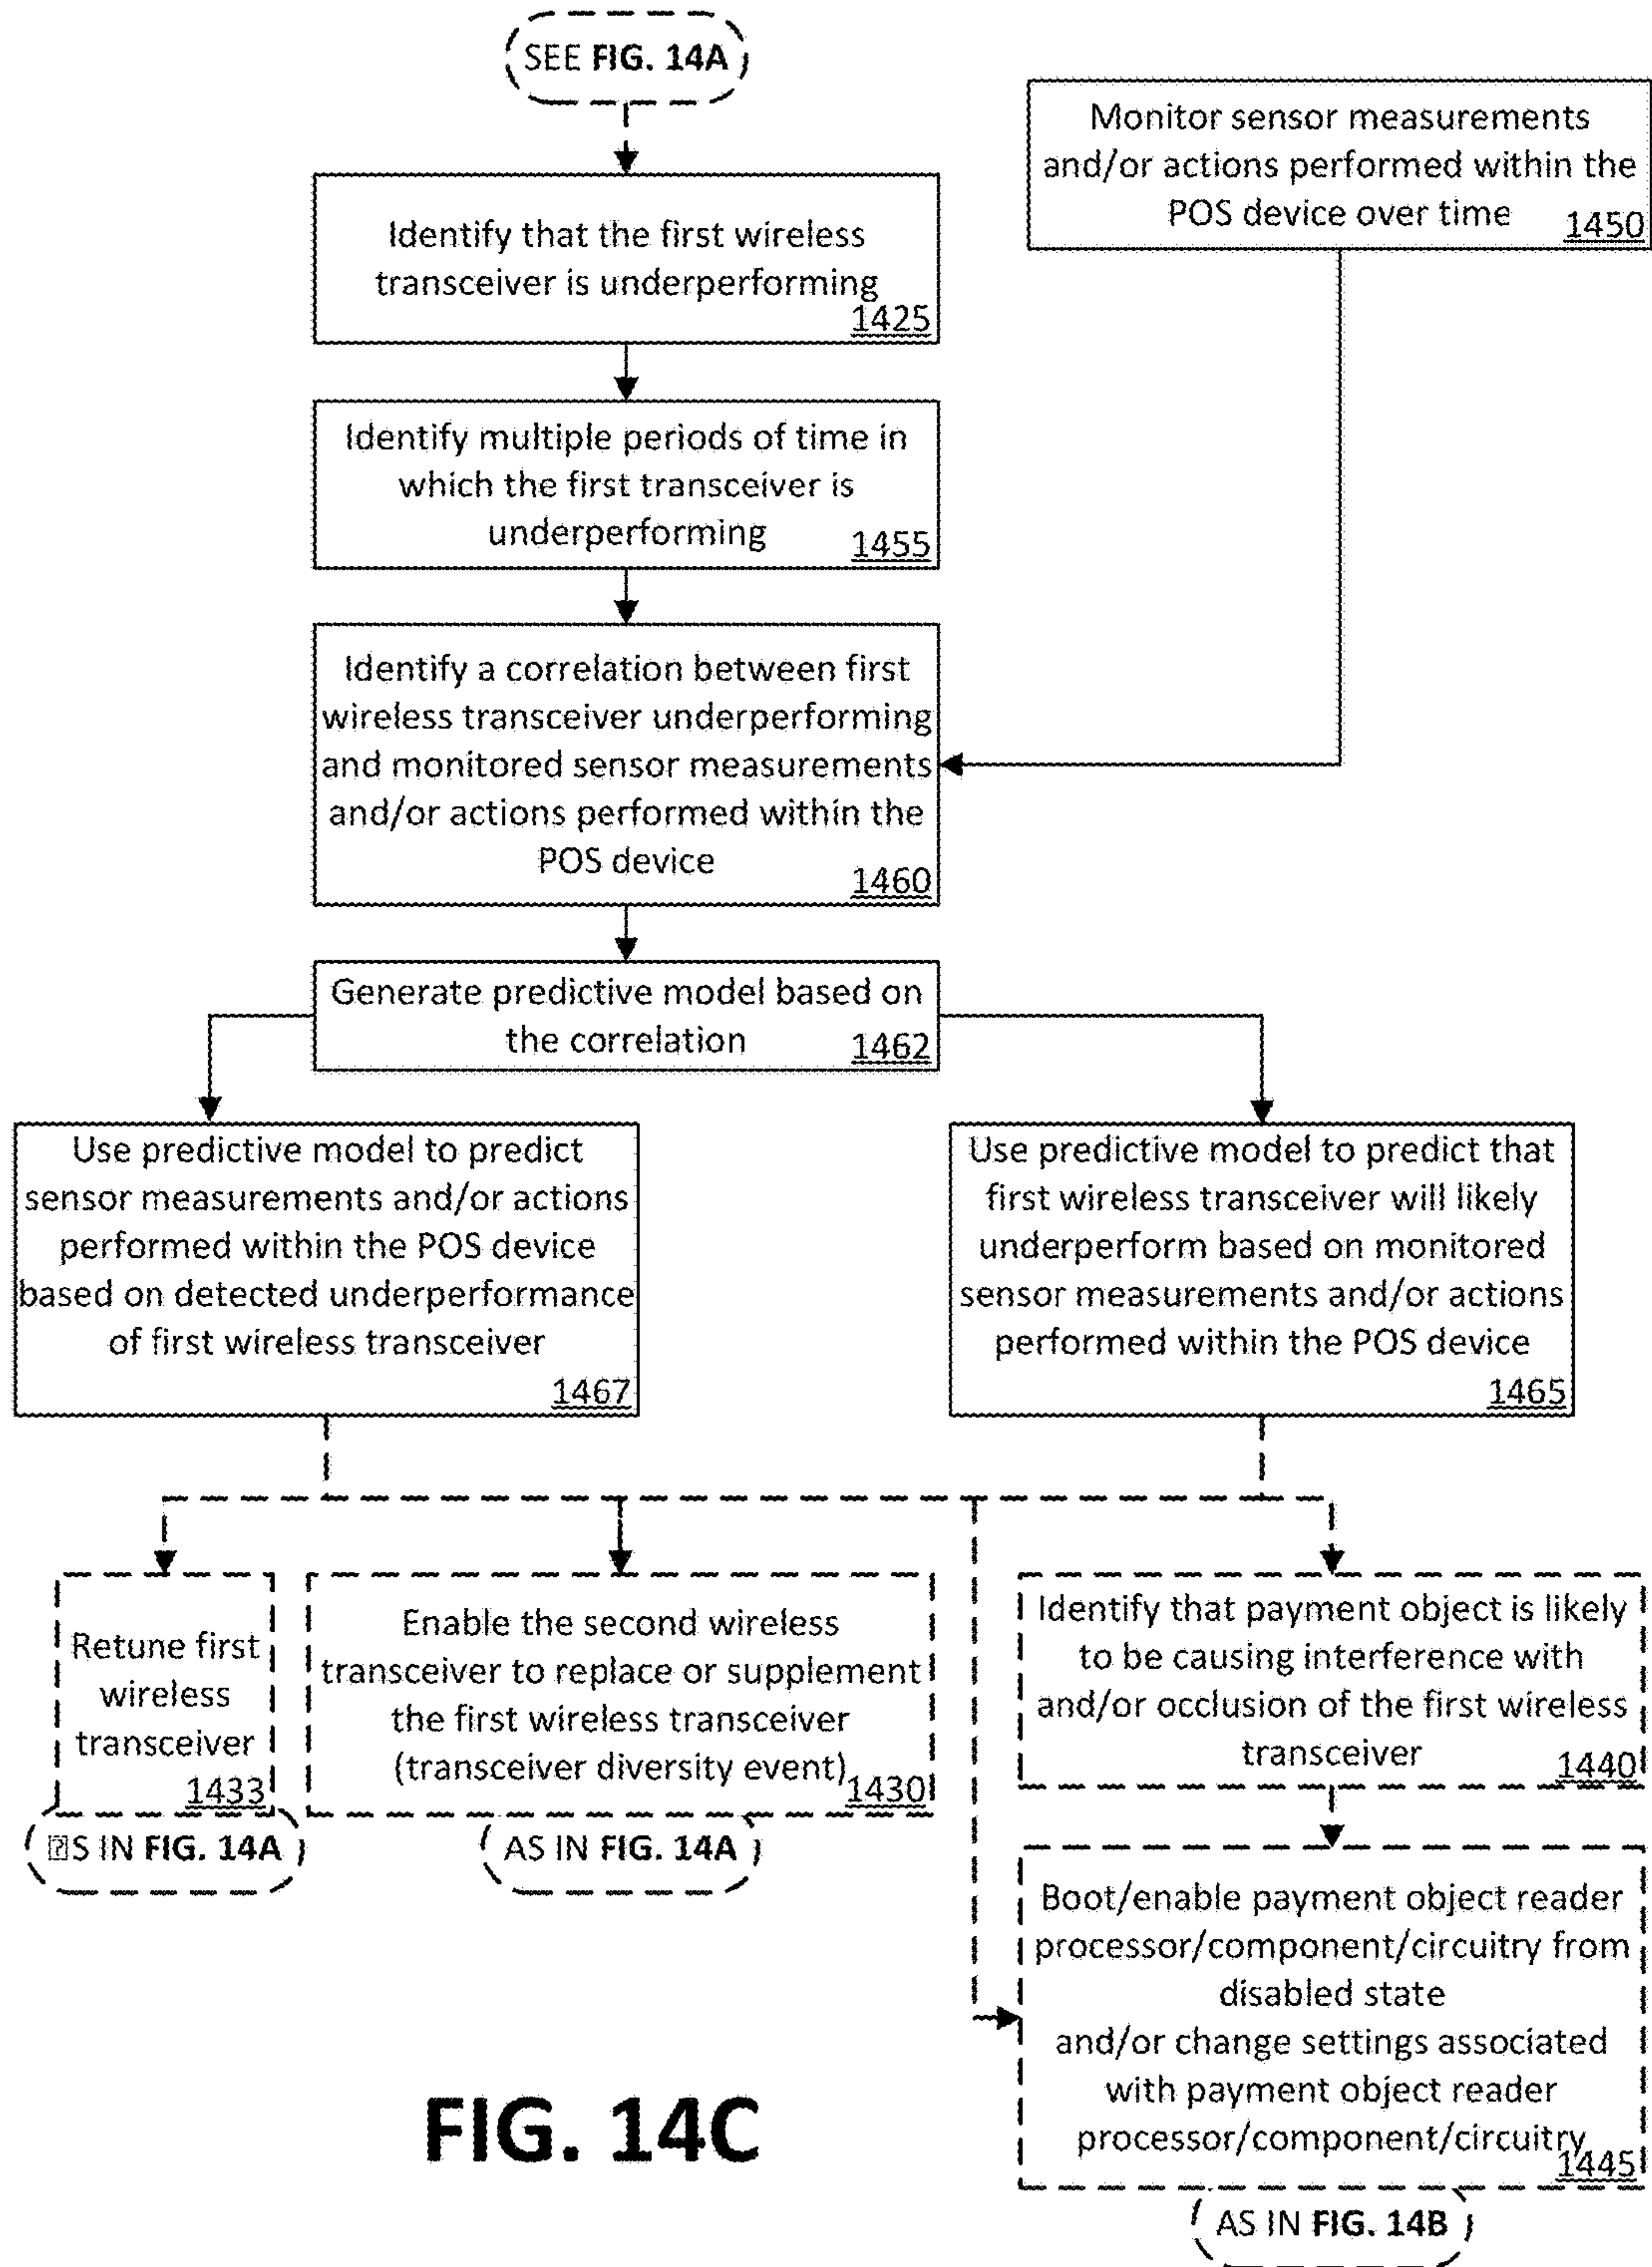 SEE FIG. 14A
Monitor sensor measurements
and/or actions performed within the
POS device over time 1450
Identify that the first wireless
transceiver is underperforming
1425
Identify multiple periods of time in
which the first transceiver is
underperforming 1455
Identify a correlation between first
wireless transceiver underperforming
and monitored sensor measurements
and/or actions performed within the
POS device 1460
Generate predictive model based on
the correlation 1462
Use predictive model to predict
sensor measurements and/or actions
performed within the POS device
based on detected underperformance
of first wireless transceiver
1467
Use predictive model to predict that
first wireless transceiver will likely
underperform based on monitored
sensor measurements and/or actions
performed within the POS device
1465
Retune first
wireless
transceiver
1433
⍰S IN FIG. 14A
Enable the second wireless
transceiver to replace or supplement
the first wireless transceiver
(transceiver diversity event) 1430
AS IN FIG. 14A
Identify that payment object is likely
to be causing interference with
and/or occlusion of the first wireless
transceiver 1440
Boot/enable payment object reader
processor/component/circuitry from
disabled state
and/or change settings associated
with payment object reader
processor/component/circuitry
1445
AS IN FIG. 14B
FIG. 14C